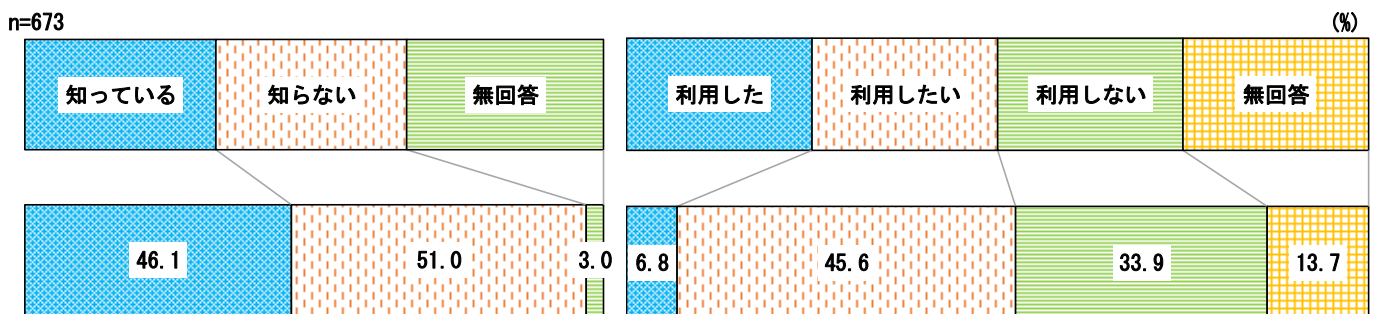 n=673 (%)
知っている 知らない 無回答 利用した 利用したい 利用しない 無回答
46.1 51.0 3.0 6.8 45.6 33.9 13.7